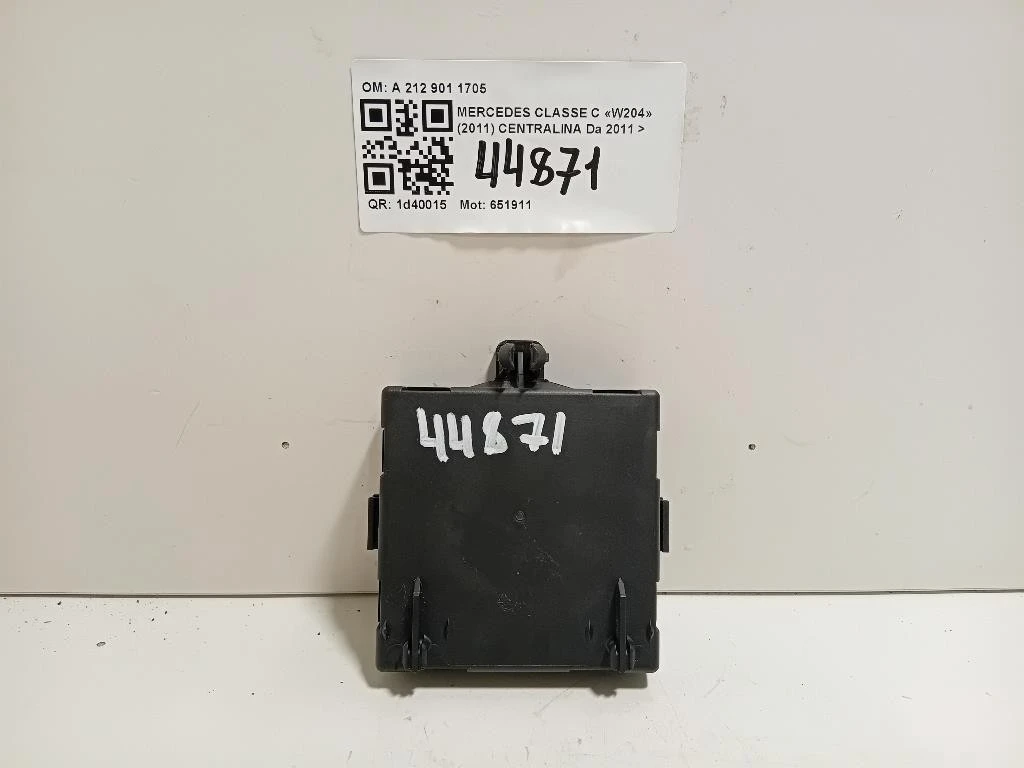 OM: A 212 901 1705
MERCEDES CLASSE C «W204»
(2011) CENTRALINA Da 2011 >
44871
QR: 1d40015 Mot: 651911
44871